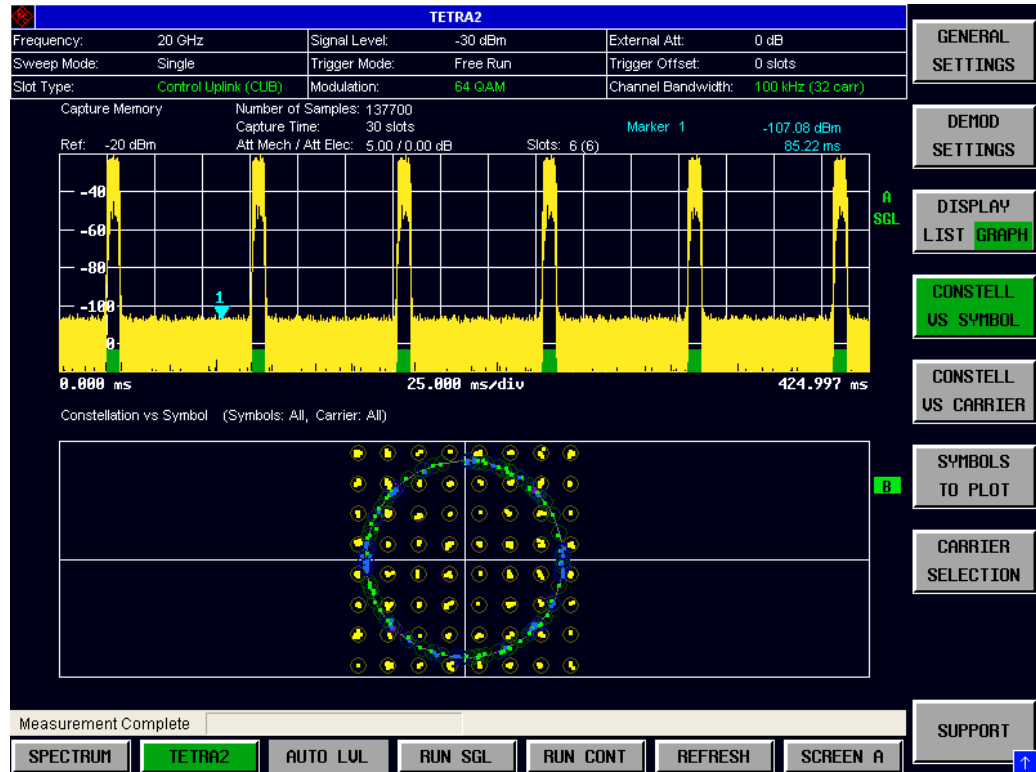 TETRA2
Frequency: 20 GHz Signal Level: -30 dBm External Att: 0 dB
Sweep Mode: Single Trigger Mode: Free Run Trigger Offset: 0 slots
Slot Type: Control Uplink (CUB) Modulation: 64 QAM Channel Bandwidth: 100 kHz (32 carr)
Capture Memory Number of Samples: 137700
Capture Time: 30 slots Marker 1 -107.08 dBm
Ref: -20 dBm Att Mech / Att Elec: 5.00 / 0.00 dB Slots: 6 (6) 85.22 ms
-40
-60
-80
-100
1
0
A
SGL
0.000 ms 25.000 ms/div 424.997 ms
Constellation vs Symbol (Symbols: All, Carrier: All)
B
Measurement Complete
SPECTRUM TETRA2 AUTO LVL RUN SGL RUN CONT REFRESH SCREEN A
GENERAL
SETTINGS
DEMOD
SETTINGS
DISPLAY
LIST GRAPH
CONSTELL
VS SYMBOL
CONSTELL
VS CARRIER
SYMBOLS
TO PLOT
CARRIER
SELECTION
SUPPORT